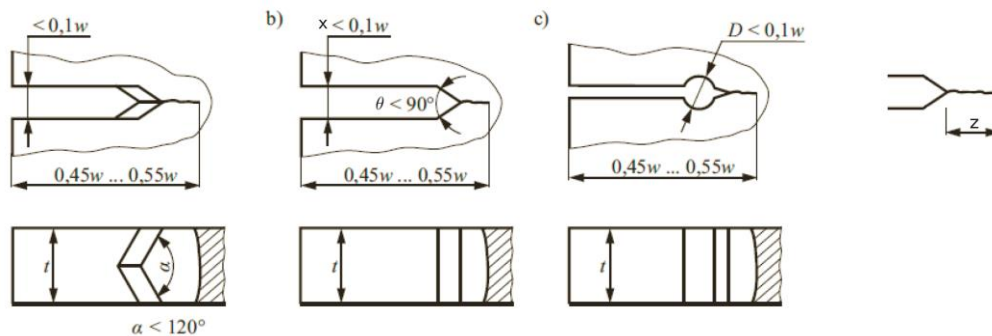 < 0,1w
b)
x < 0,1w
c)
D < 0,1w
θ < 90°
z
0,45w ... 0,55w
0,45w ... 0,55w
0,45w ... 0,55w
t
α
t
t
α < 120°